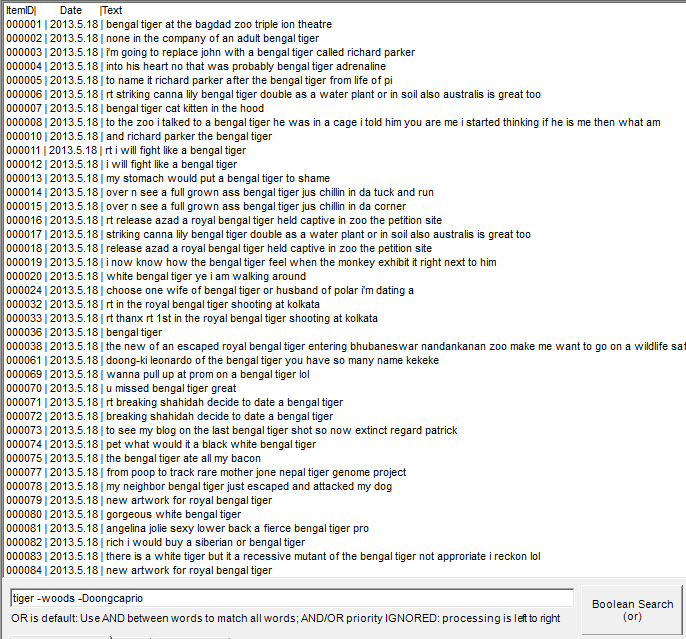 ItemID| Date |Text
000001 | 2013.5.18 | bengal tiger at the bagdad zoo triple ion theatre
000002 | 2013.5.18 | none in the company of an adult bengal tiger
000003 | 2013.5.18 | i'm going to replace john with a bengal tiger called richard parker
000004 | 2013.5.18 | into his heart no that was probably bengal tiger adrenaline
000005 | 2013.5.18 | to name it richard parker after the bengal tiger from life of pi
000006 | 2013.5.18 | rt striking canna lily bengal tiger double as a water plant or in soil also australis is great too
000007 | 2013.5.18 | bengal tiger cat kitten in the hood
000008 | 2013.5.18 | to the zoo i talked to a bengal tiger he was in a cage i told him you are me i started thinking if he is me then what am
000010 | 2013.5.18 | and richard parker the bengal tiger
000011 | 2013.5.18 | rt i will fight like a bengal tiger
000012 | 2013.5.18 | i will fight like a bengal tiger
000013 | 2013.5.18 | my stomach would put a bengal tiger to shame
000014 | 2013.5.18 | over n see a full grown ass bengal tiger jus chillin in da tuck and run
000015 | 2013.5.18 | over n see a full grown ass bengal tiger jus chillin in da corner
000016 | 2013.5.18 | rt release azad a royal bengal tiger held captive in zoo the petition site
000017 | 2013.5.18 | striking canna lily bengal tiger double as a water plant or in soil also australis is great too
000018 | 2013.5.18 | release azad a royal bengal tiger held captive in zoo the petition site
000019 | 2013.5.18 | i now know how the bengal tiger feel when the monkey exhibit it right next to him
000020 | 2013.5.18 | white bengal tiger ye i am walking around
000024 | 2013.5.18 | choose one wife of bengal tiger or husband of polar i'm dating a
000032 | 2013.5.18 | rt in the royal bengal tiger shooting at kolkata
000033 | 2013.5.18 | rt thanx rt 1st in the royal bengal tiger shooting at kolkata
000036 | 2013.5.18 | bengal tiger
000038 | 2013.5.18 | the new of an escaped royal bengal tiger entering bhubaneswar nandankanan zoo make me want to go on a wildlife saf
000061 | 2013.5.18 | doong-ki leonardo of the bengal tiger you have so many name kekeke
000069 | 2013.5.18 | wanna pull up at prom on a bengal tiger lol
000070 | 2013.5.18 | u missed bengal tiger great
000071 | 2013.5.18 | rt breaking shahidah decide to date a bengal tiger
000072 | 2013.5.18 | breaking shahidah decide to date a bengal tiger
000073 | 2013.5.18 | to see my blog on the last bengal tiger shot so now extinct regard patrick
000074 | 2013.5.18 | pet what would it a black white bengal tiger
000075 | 2013.5.18 | the bengal tiger ate all my bacon
000077 | 2013.5.18 | from poop to track rare mother jone nepal tiger genome project
000078 | 2013.5.18 | my neighbor bengal tiger just escaped and attacked my dog
000079 | 2013.5.18 | new artwork for royal bengal tiger
000080 | 2013.5.18 | gorgeous white bengal tiger
000081 | 2013.5.18 | angelina jolie sexy lower back a fierce bengal tiger pro
000082 | 2013.5.18 | rich i would buy a siberian or bengal tiger
000083 | 2013.5.18 | there is a white tiger but it a recessive mutant of the bengal tiger not approriate i reckon lol
000084 | 2013.5.18 | new artwork for royal bengal tiger
tiger -woods -Doongcaprio
OR is default: Use AND between words to match all words; AND/OR priority IGNORED: processing is left to right
Boolean Search
(or)